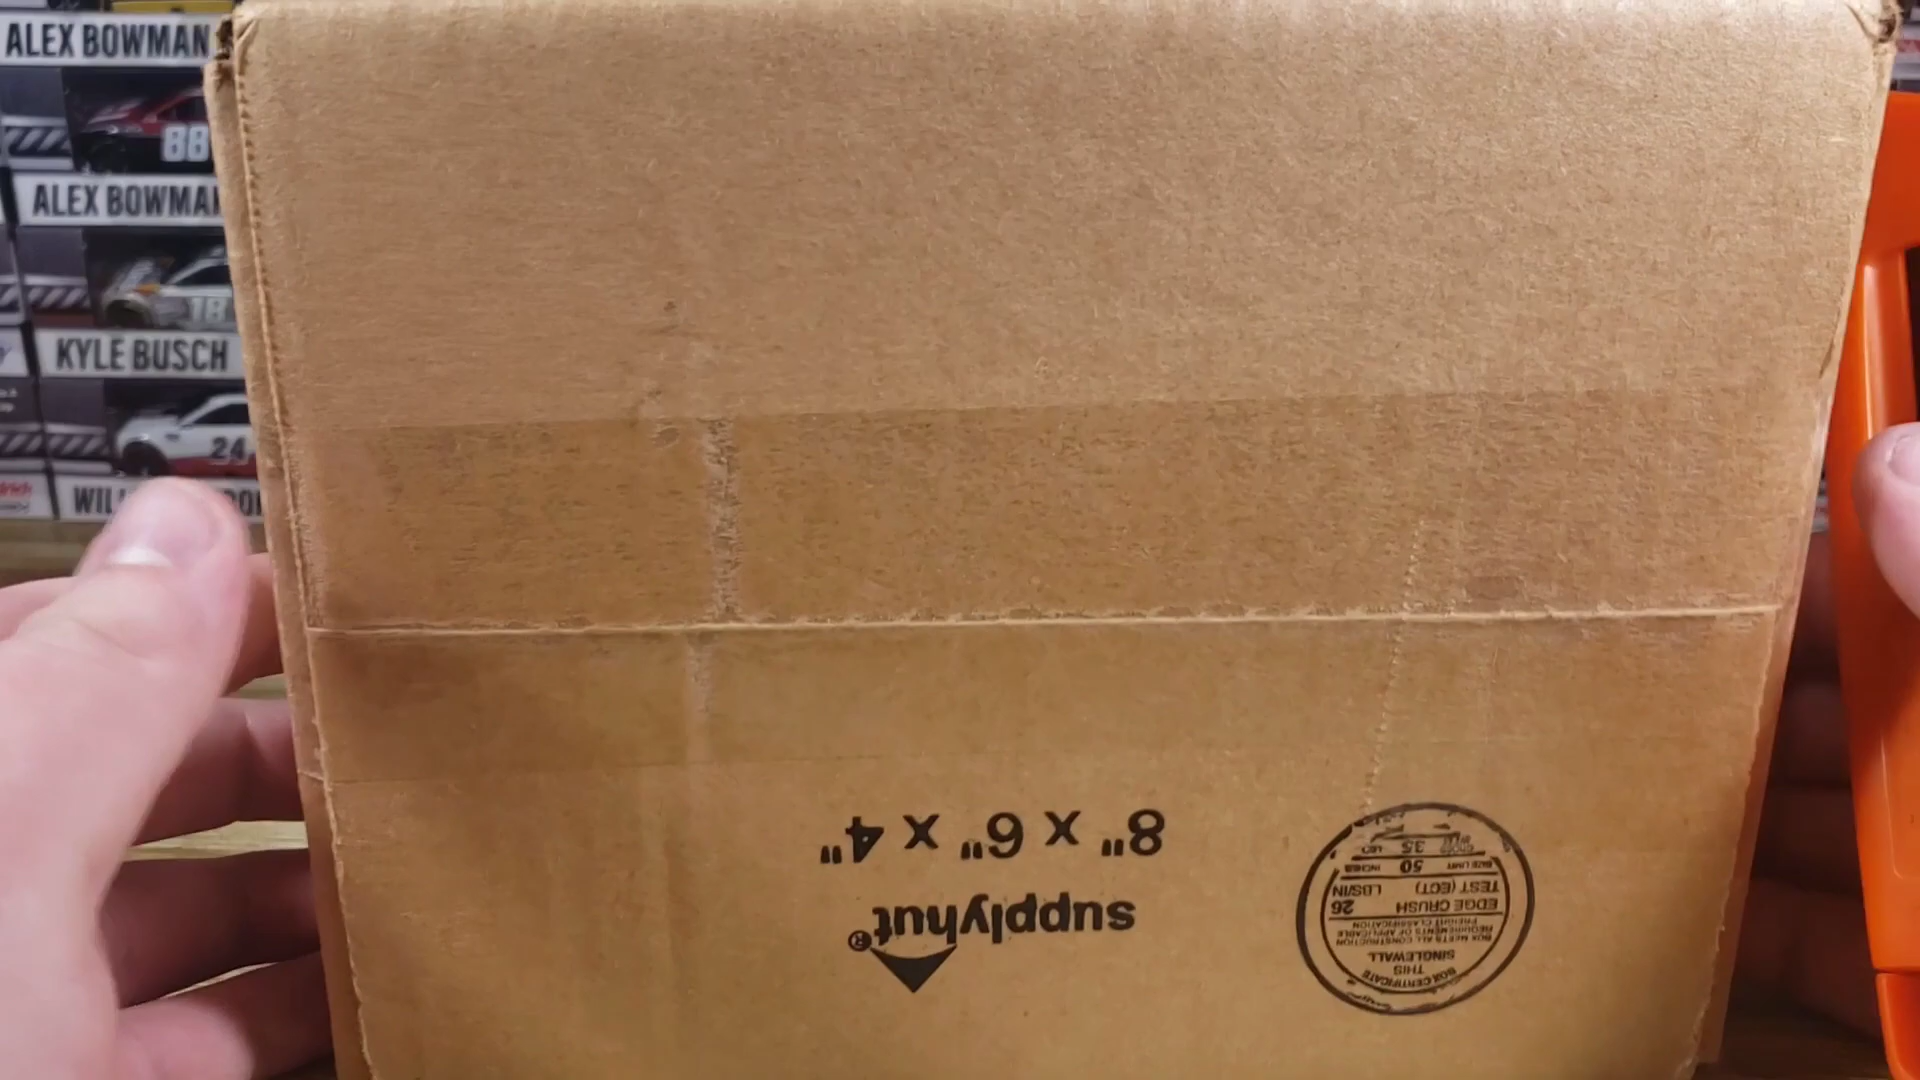 ALEX BOWMAN
88
ALEX BOWMAN
18
KYLE BUSCH
24
supplyhut®
8" x 6" x 4"
BOX CERTIFICATE
THIS
SINGLEWALL
BOX MEETS ALL CONSTRUCTION
REQUIREMENTS OF APPLICABLE
FREIGHT CLASSIFICATION
EDGE CRUSH
TEST (ECT) 26 LBS/IN
SIZE LIMIT 50 INCHES
35